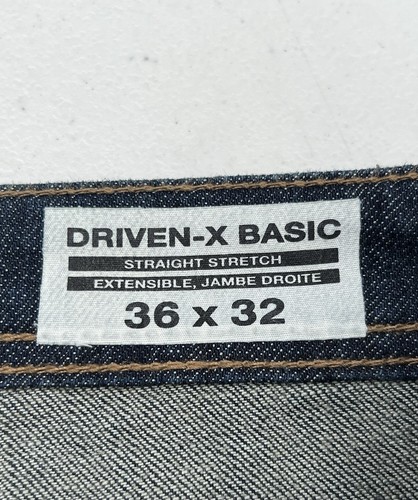 DRIVEN-X BASIC
STRAIGHT STRETCH
EXTENSIBLE, JAMBE DROITE
36 x 32